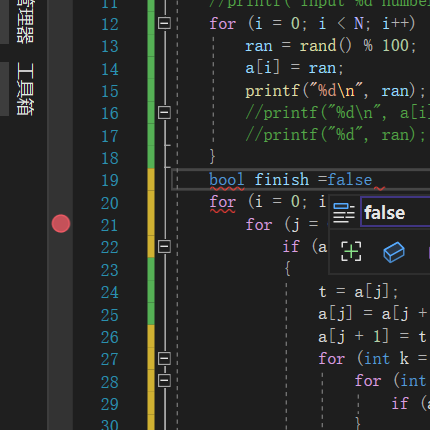 管理器
工具箱
11 //printf("input %d number
12 for (i = 0; i < N; i++)
13 ran = rand() % 100;
14 a[i] = ran;
15 printf("%d\n", ran);
16 //printf("%d\n", a[i]
17 //printf("%d", ran);
18 }
19 bool finish =false
20 for (i = 0; i
false
21 for (j =
22 if (a
23 {
24 t = a[j];
25 a[j] = a[j +
26 a[j + 1] = t
27 for (int k =
28 for (int
29 if (a
30 }